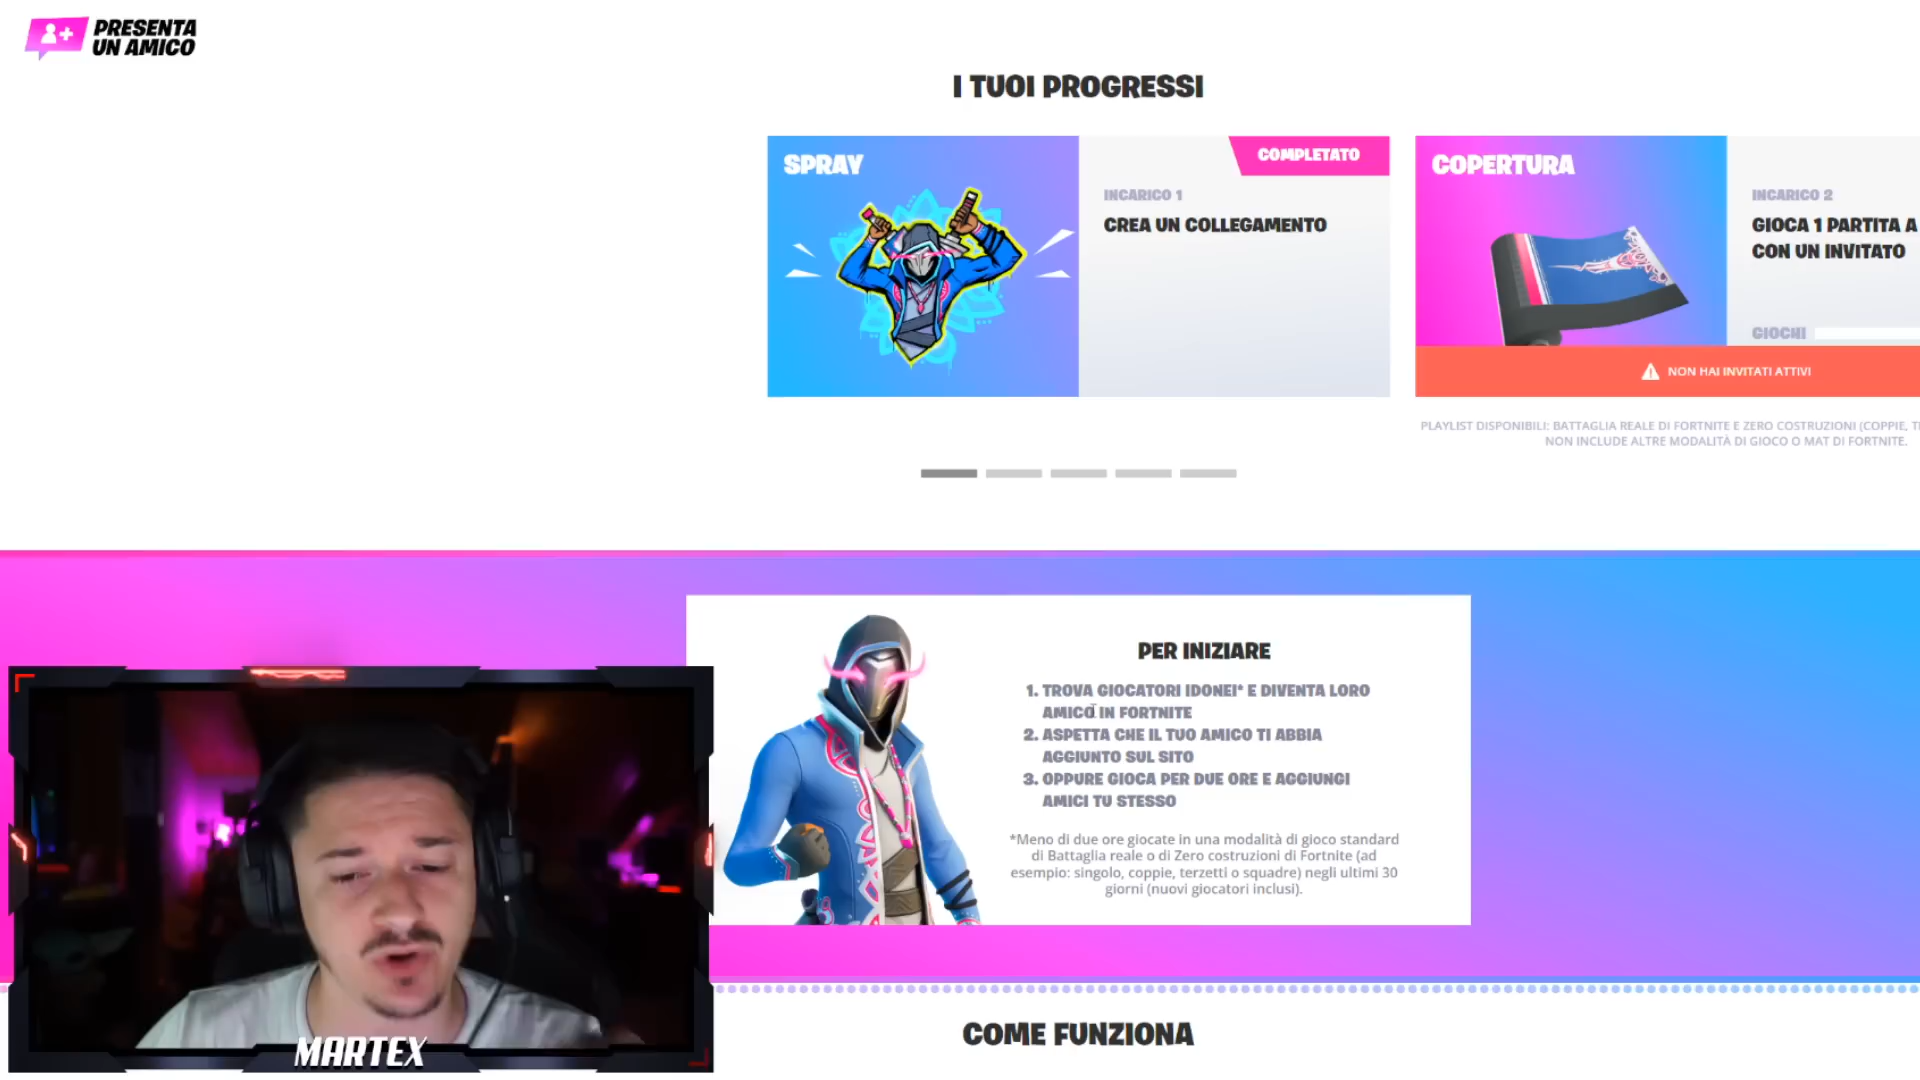 PRESENTA
UN AMICO
I TUOI PROGRESSI
SPRAY
COMPLETATO
INCARICO 1
CREA UN COLLEGAMENTO
COPERTURA
INCARICO 2
GIOCA 1 PARTITA A
CON UN INVITATO
GIOCHI
NON HAI INVITATI ATTIVI
PLAYLIST DISPONIBILI: BATTAGLIA REALE DI FORTNITE E ZERO COSTRUZIONI (COPPIE,
NON INCLUDE ALTRE MODALITÀ DI GIOCO O MAT DI FORTNITE.
PER INIZIARE
1. TROVA GIOCATORI IDONEI* E DIVENTA LORO
AMICO IN FORTNITE
2. ASPETTA CHE IL TUO AMICO TI ABBIA
AGGIUNTO SUL SITO
3. OPPURE GIOCA PER DUE ORE E AGGIUNGI
AMICI TU STESSO
*Meno di due ore giocate in una modalità di gioco standard
di Battaglia reale o di Zero costruzioni di Fortnite (ad
esempio: singolo, coppie, terzetti o squadre) negli ultimi 30
giorni (nuovi giocatori inclusi).
MARTEX
COME FUNZIONA